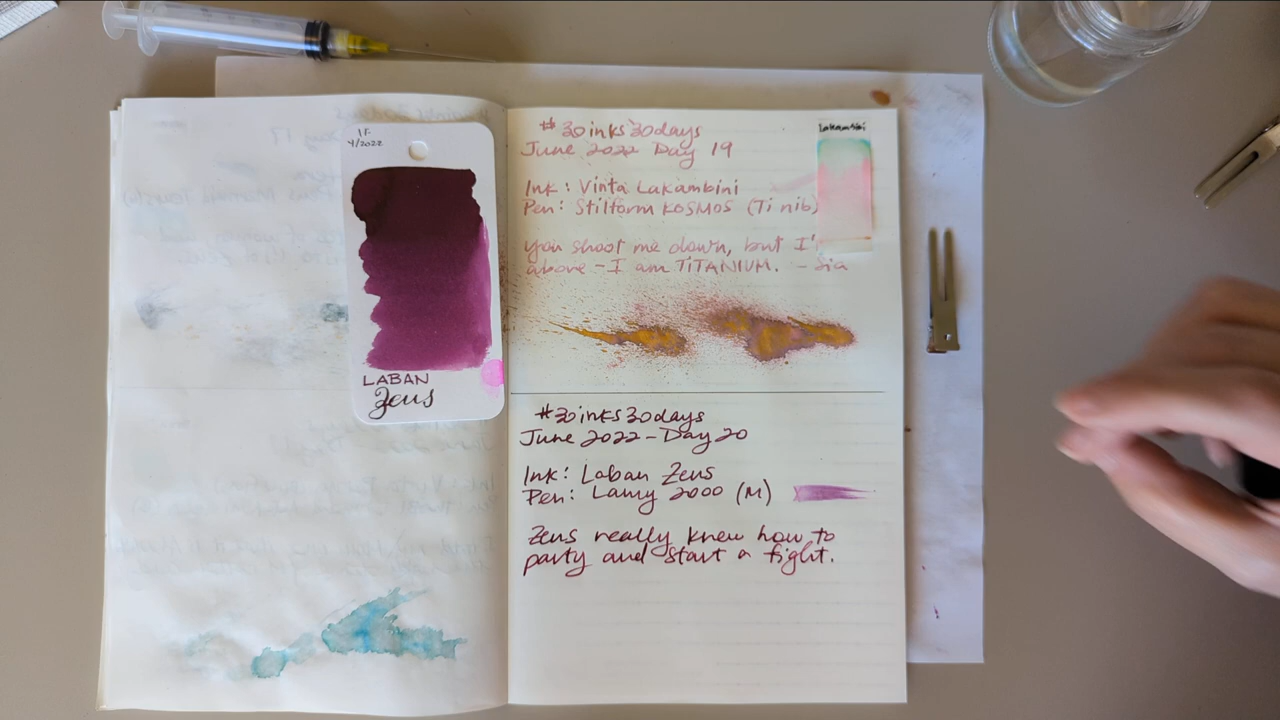 IF
4/2022
LABAN
Zeus
#30inks30days
June 2022 Day 19
Lakambini
Ink: Vinta Lakambini
Pen: Stilform KOSMOS (Ti nib)
you shoot me down, but I'
above - I am TITANIUM. - Sia
#30inks30days
June 2022 - Day 20
Ink: Laban Zeus
Pen: Lamy 2000 (M)
Zeus really knew how to
party and start a fight.